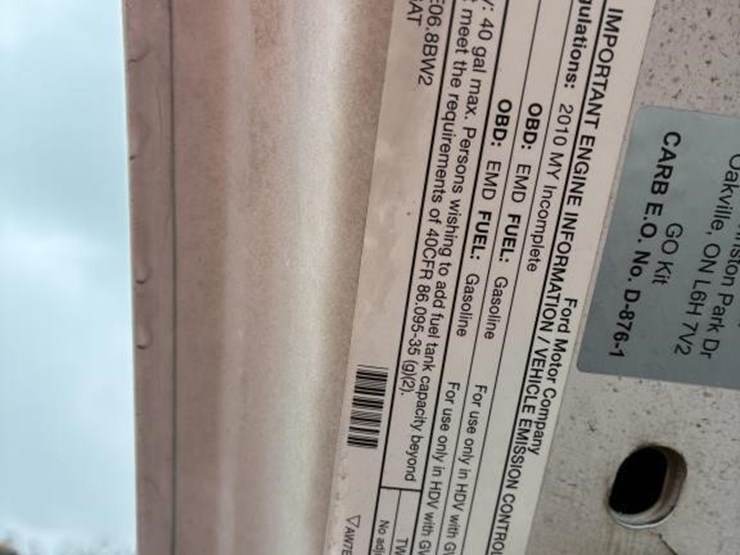 Oakville, ON L6H 7V2
GO Kit
CARB E.O. No. D-876-1
Ford Motor Company
IMPORTANT ENGINE INFORMATION / VEHICLE EMISSION CONTROL
2010 MY Incomplete
OBD: EMD FUEL: Gasoline For use only in HDV with
OBD: EMD FUEL: Gasoline For use only in HDV with
40 gal max. Persons wishing to add fuel tank capacity beyond
meet the requirements of 40CFR 86.095-35 (g)(2).
E06.8BW2
No